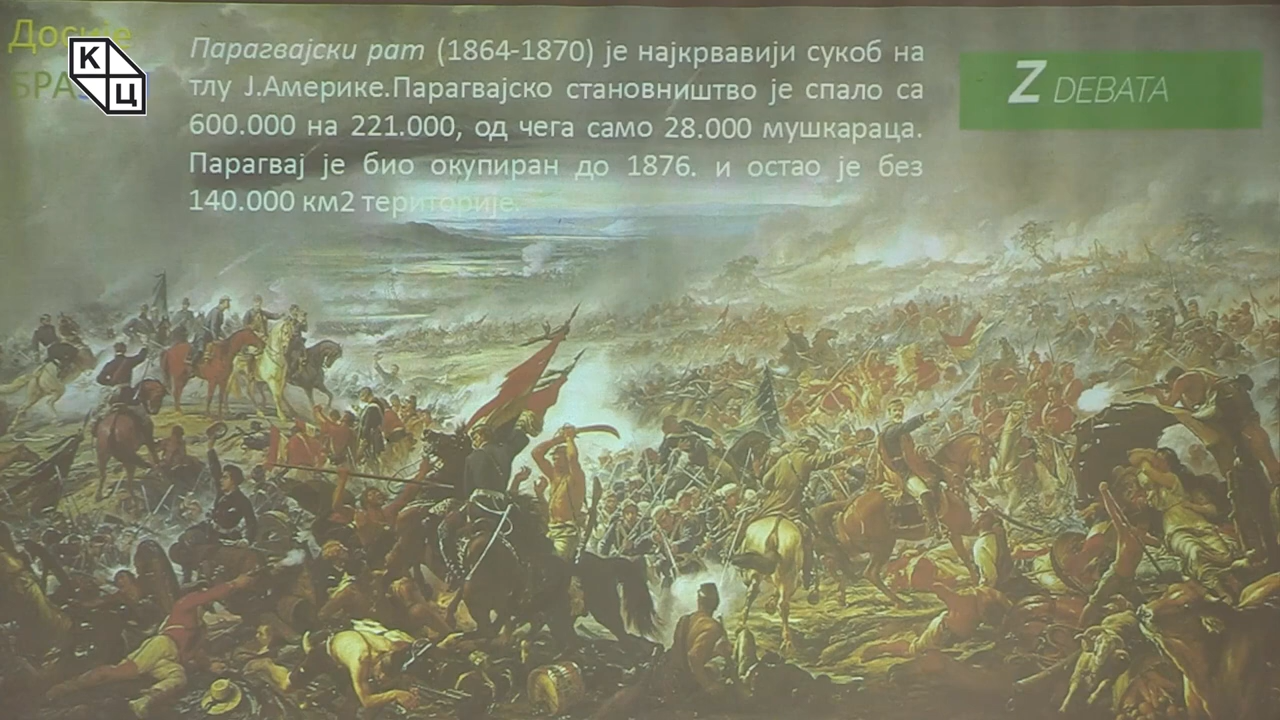 Досије
БРА
К
Ц
Парагвајски рат (1864-1870) је најкрвавији сукоб на
тлу Ј.Америке.Парагвајско становништво је спало са
600.000 на 221.000, од чега само 28.000 мушкараца.
Парагвај је био окупиран до 1876. и остао је без
140.000 км2 територије.
Z DEBATA